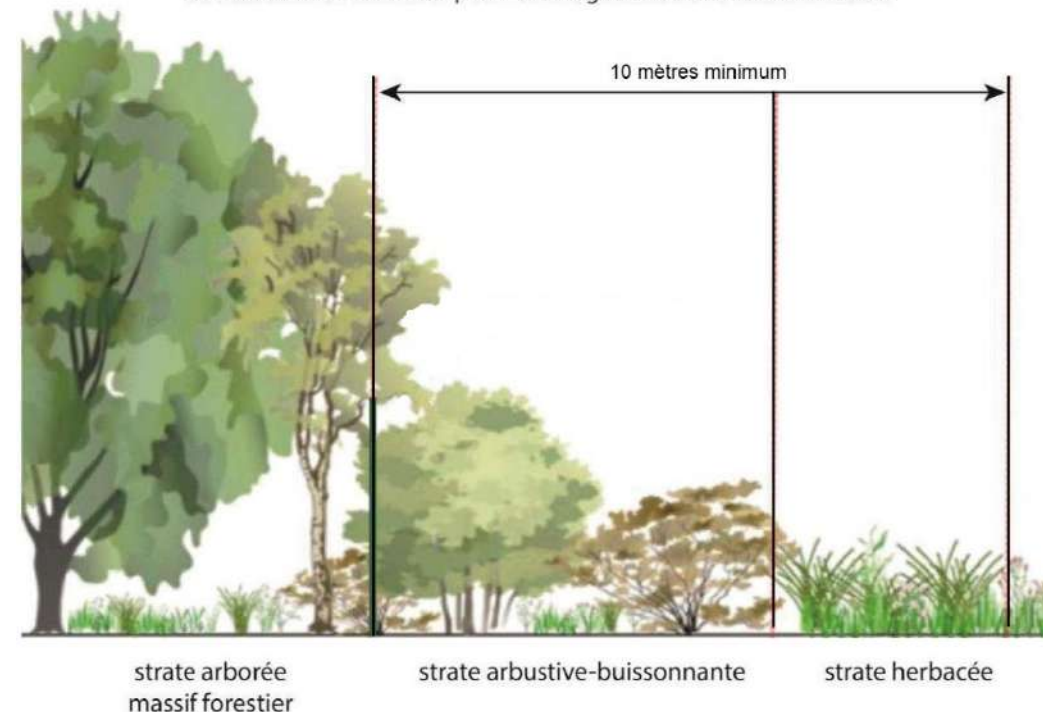 10 mètres minimum
strate arborée
massif forestier
strate arbustive-buissonnante
strate herbacée